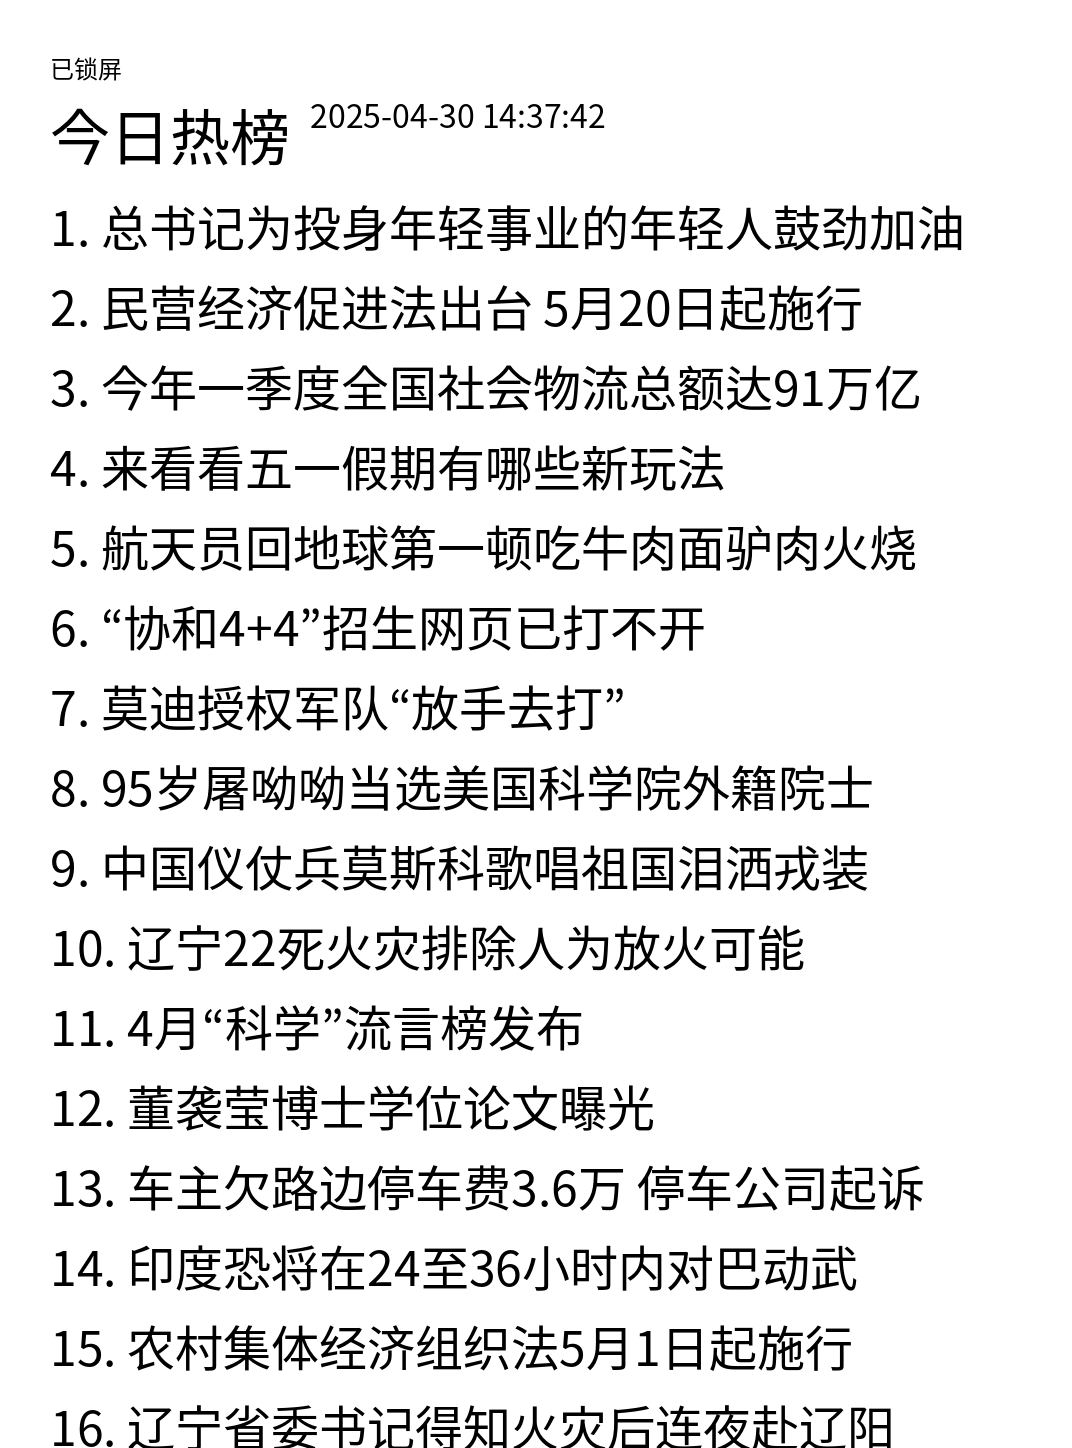 已锁屏
今日热榜 2025-04-30 14:37:42
1. 总书记为投身年轻事业的年轻人鼓劲加油
2. 民营经济促进法出台 5月20日起施行
3. 今年一季度全国社会物流总额达91万亿
4. 来看看五一假期有哪些新玩法
5. 航天员回地球第一顿吃牛肉面驴肉火烧
6. “协和4+4”招生网页已打不开
7. 莫迪授权军队“放手去打”
8. 95岁屠呦呦当选美国科学院外籍院士
9. 中国仪仗兵莫斯科歌唱祖国泪洒戎装
10. 辽宁22死火灾排除人为放火可能
11. 4月“科学”流言榜发布
12. 董袭莹博士学位论文曝光
13. 车主欠路边停车费3.6万 停车公司起诉
14. 印度恐将在24至36小时内对巴动武
15. 农村集体经济组织法5月1日起施行
16. 辽宁省委书记得知火灾后连夜赴辽阳